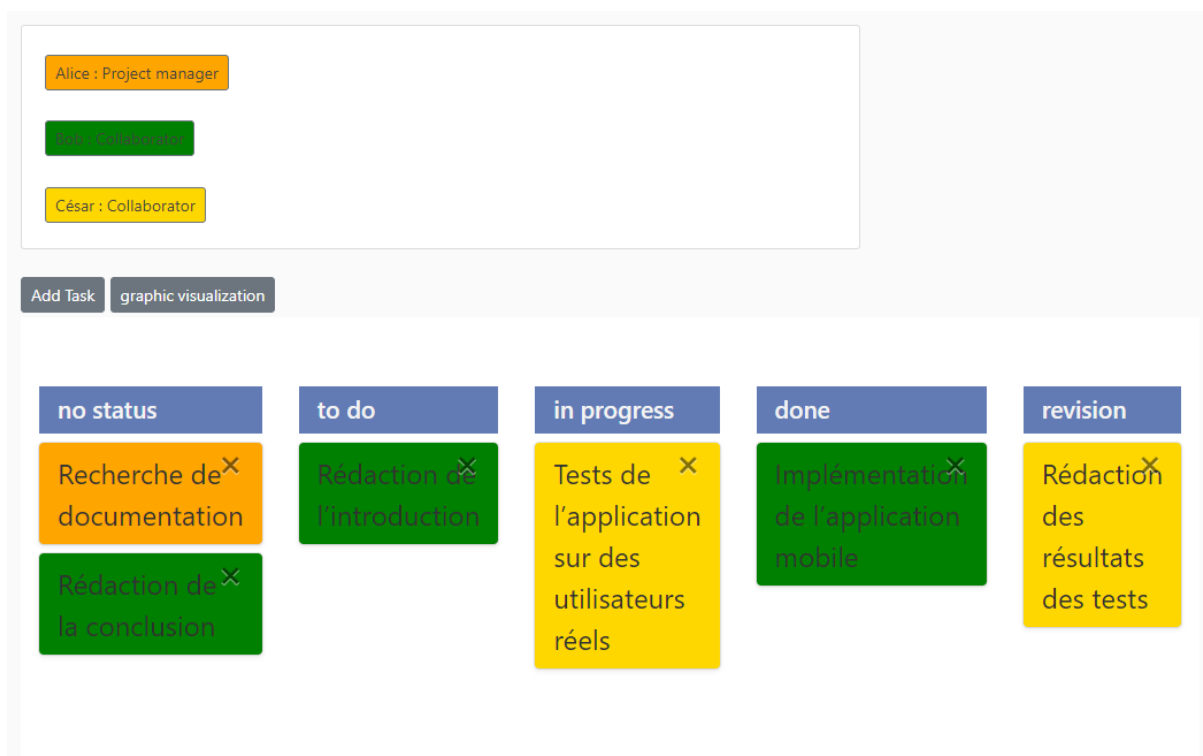 Alice : Project manager
Bob : Collaborator
César : Collaborator
Add Task graphic visualization
no status
Recherche de
documentation
Rédaction de
la conclusion
to do
Rédaction de
l'introduction
in progress
Tests de
l'application
sur des
utilisateurs
réels
done
Implémentation
de l'application
mobile
revision
Rédaction
des
résultats
des tests